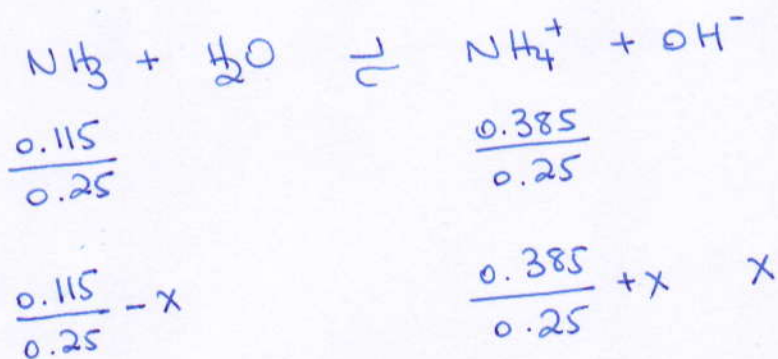 NH3 + H2O ⇌ NH4+ + OH-
0.115/0.25 0.385/0.25
0.115/0.25 - x 0.385/0.25 + x x